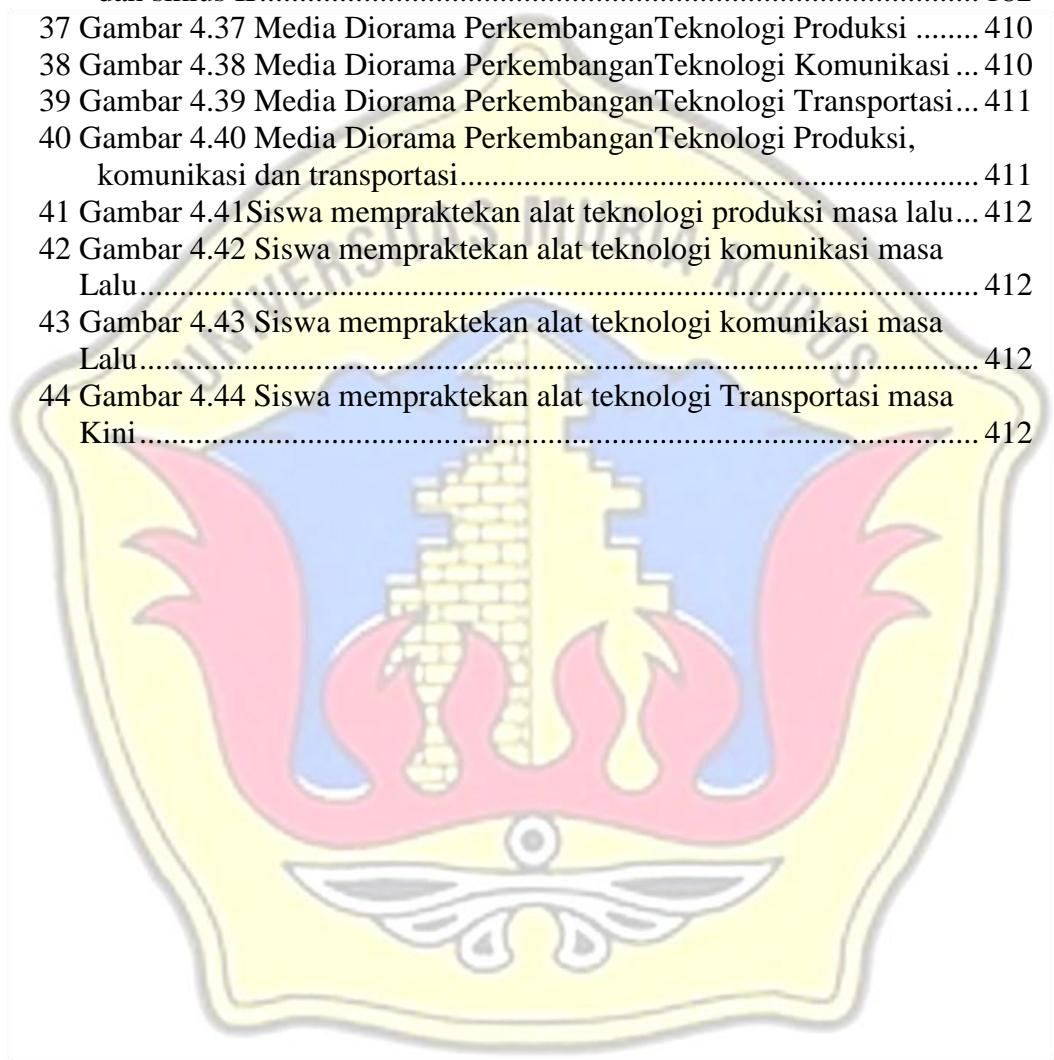 37 Gambar 4.37 Media Diorama PerkembanganTeknologi Produksi ........ 410
38 Gambar 4.38 Media Diorama PerkembanganTeknologi Komunikasi ... 410
39 Gambar 4.39 Media Diorama PerkembanganTeknologi Transportasi... 411
40 Gambar 4.40 Media Diorama PerkembanganTeknologi Produksi,
komunikasi dan transportasi.............................................................. 411
41 Gambar 4.41Siswa mempraktekan alat teknologi produksi masa lalu... 412
42 Gambar 4.42 Siswa mempraktekan alat teknologi komunikasi masa
Lalu.................................................................................................. 412
43 Gambar 4.43 Siswa mempraktekan alat teknologi komunikasi masa
Lalu.................................................................................................. 412
44 Gambar 4.44 Siswa mempraktekan alat teknologi Transportasi masa
Kini.................................................................................................. 412
UNIVERSITAS MURIA KUDUS